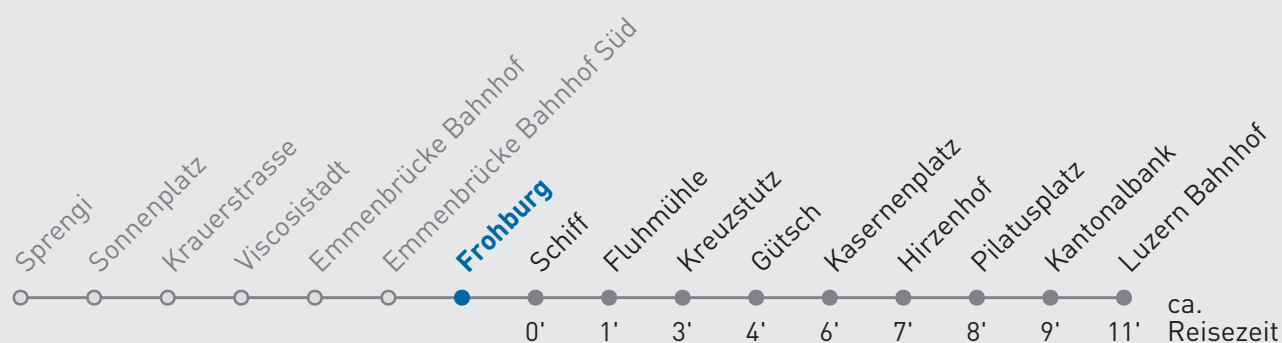 Sprengi
Sonnenplatz
Krauerstrasse
Viscosistadt
Emmenbrücke Bahnhof
Emmenbrücke Bahnhof Süd
Frohburg
Schiff
Fluhmühle
Kreuzstutz
Gütsch
Kasernenplatz
Hirzenhof
Pilatusplatz
Kantonalbank
Luzern Bahnhof
0' 1' 3' 4' 6' 7' 8' 9' 11'
ca.
Reisezeit